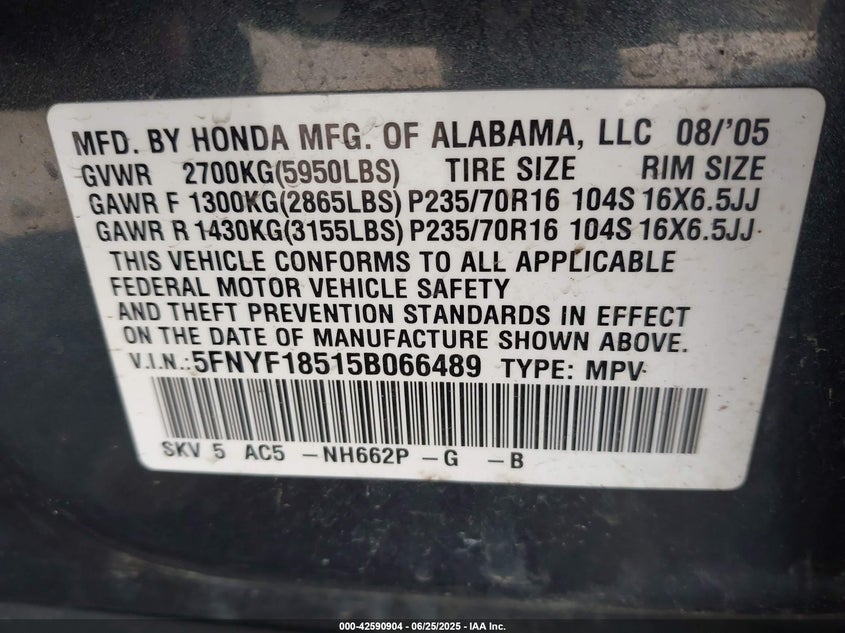 MFD. BY HONDA MFG. OF ALABAMA, LLC 08/'05
GVWR 2700KG(5950LBS) TIRE SIZE RIM SIZE
GAWR F 1300KG(2865LBS) P235/70R16 104S 16X6.5JJ
GAWR R 1430KG(3155LBS) P235/70R16 104S 16X6.5JJ
THIS VEHICLE CONFORMS TO ALL APPLICABLE
FEDERAL MOTOR VEHICLE SAFETY
AND THEFT PREVENTION STANDARDS IN EFFECT
ON THE DATE OF MANUFACTURE SHOWN ABOVE.
V.I.N.:5FNYF18515B066489 TYPE: MPV
SKV 5 AC5 -NH662P -G -B
000-42590904 / 06/25/2025 - IAA Inc.